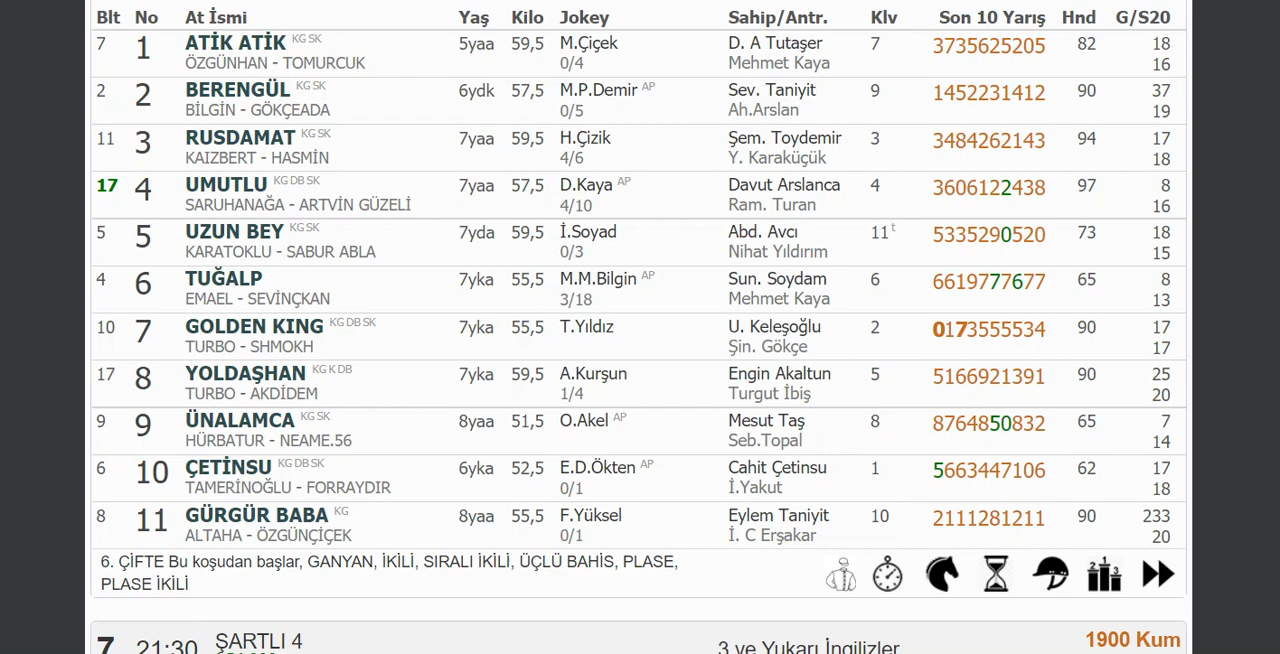 Blt No At İsmi Yaş Kilo Jokey Sahip/Antr. Klv Son 10 Yarış Hnd G/S20
7 1 ATİK ATİK KG SK 5yaa 59,5 M.Çiçek D. A Tutaşer 7 3735625205 82 18
ÖZGÜNHAN - TOMURCUK 0/4 Mehmet Kaya 16
2 2 BERENGÜL KG SK 6ydk 57,5 M.P.Demir AP Sev. Taniyit 9 1452231412 90 37
BİLGİN - GÖKÇEADA 0/5 Ah.Arslan 19
11 3 RUSDAMAT KG SK 7yaa 59,5 H.Çizik Şem. Toydemir 3 3484262143 94 17
KAIZBERT - HASMİN 4/6 Y. Karaküçük 18
17 4 UMUTLU KG DB SK 7yaa 57,5 D.Kaya AP Davut Arslanca 4 3606122438 97 8
SARUHANAĞA - ARTVİN GÜZELİ 4/10 Ram. Turan 16
5 5 UZUN BEY KG SK 7yda 59,5 İ.Soyad Abd. Avcı 11 t 5335290520 73 18
KARATOKLU - SABUR ABLA 0/3 Nihat Yıldırım 15
4 6 TUĞALP 7yka 55,5 M.M.Bilgin AP Sun. Soydam 6 6619777677 65 8
EMAEL - SEVİNÇKAN 3/18 Mehmet Kaya 13
10 7 GOLDEN KING KG DB SK 7yka 55,5 T.Yıldız U. Keleşoğlu 2 0173555534 90 17
TURBO - SHMOKH Şin. Gökçe 17
17 8 YOLDAŞHAN KG K DB 7yka 59,5 A.Kurşun Engin Akaltun 5 5166921391 90 25
TURBO - AKDİDEM 1/4 Turgut İbiş 20
9 9 ÜNALAMCA KG SK 8yaa 51,5 O.Akel AP Mesut Taş 8 8764850832 65 7
HÜRBATUR - NEAME.56 Seb.Topal 14
6 10 ÇETİNSU KG DB SK 6yka 52,5 E.D.Ökten AP Cahit Çetinsu 1 5663447106 62 17
TAMERİNOĞLU - FORRAYDIR 0/1 İ.Yakut 18
8 11 GÜRGÜR BABA KG 8yaa 55,5 F.Yüksel Eylem Taniyit 10 2111281211 90 233
ALTAHA - ÖZGÜNÇİÇEK 0/1 İ. C Erşakar 20
6. ÇİFTE Bu koşudan başlar, GANYAN, İKİLİ, SIRALI İKİLİ, ÜÇLÜ BAHİS, PLASE,
PLASE İKİLİ
7 21:30 ŞARTLI 4 3 ve Yukarı İngilizler 1900 Kum